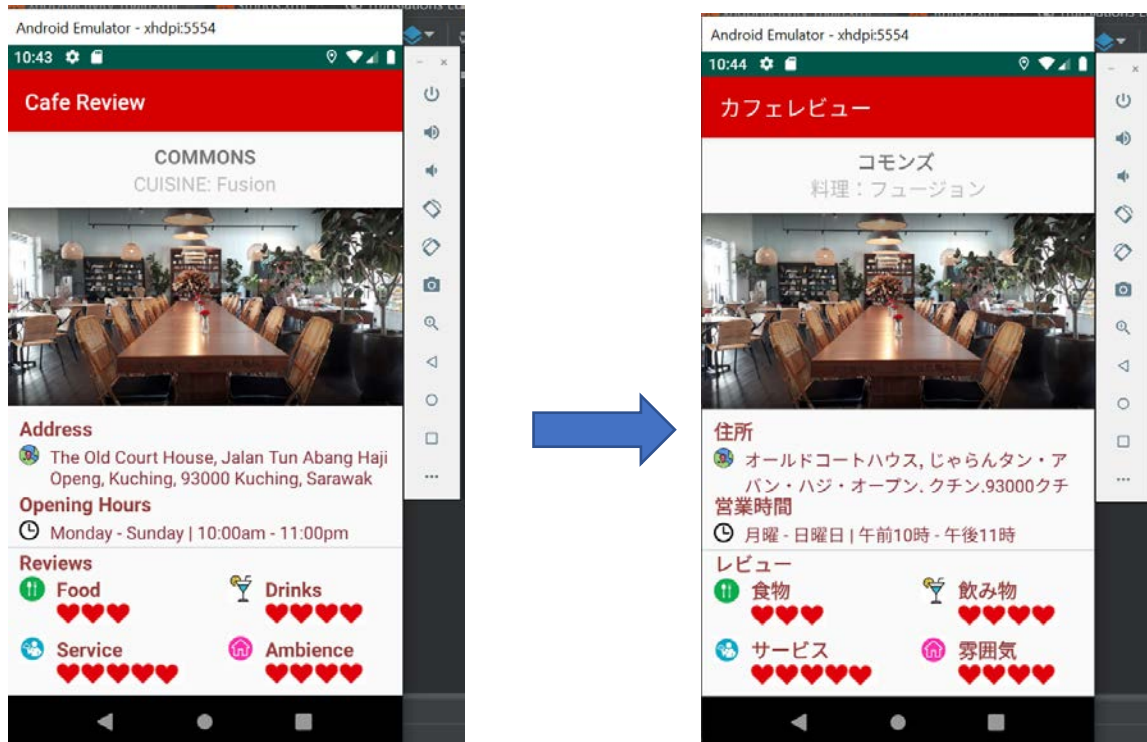 Android Emulator - xhdpi:5554
10:43
Cafe Review
COMMONS
CUISINE: Fusion
Address
The Old Court House, Jalan Tun Abang Haji
Openg, Kuching, 93000 Kuching, Sarawak
Opening Hours
Monday - Sunday | 10:00am - 11:00pm
Reviews
Food
Drinks
Service
Ambience
Android Emulator - xhdpi:5554
10:44
カフェレビュー
コモンズ
料理：フュージョン
住所
オールドコートハウス, じゃらんタン・ア
バン・ハジ・オープン, クチン,93000クチ
営業時間
月曜 - 日曜日 | 午前10時 - 午後11時
レビュー
食物
飲み物
サービス
雰囲気